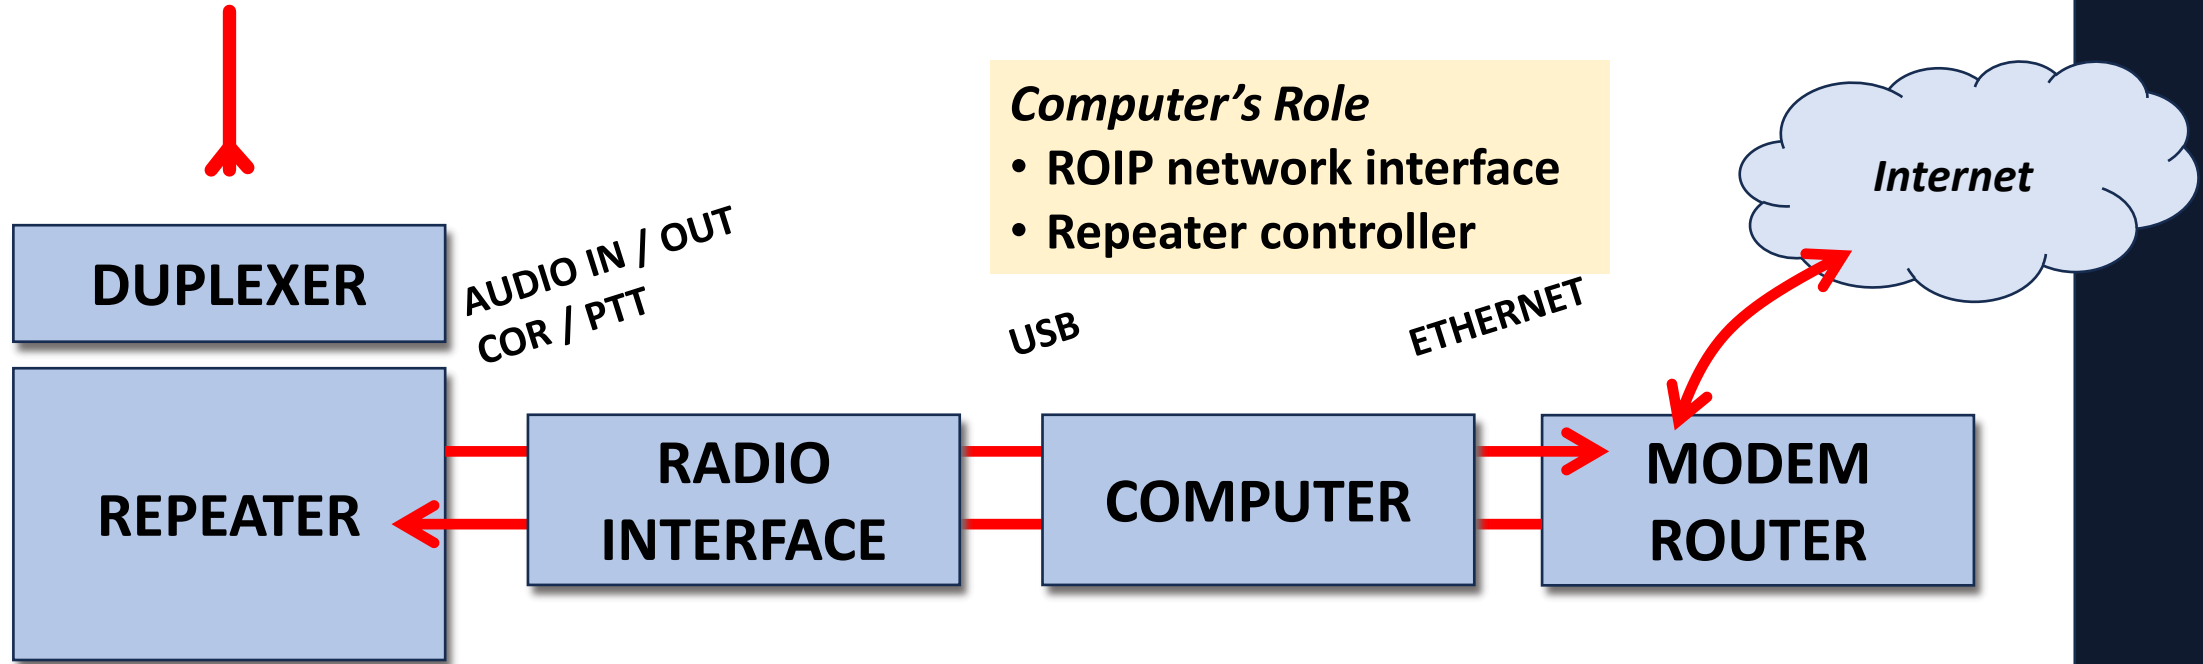 Computer’s Role
• ROIP network interface
• Repeater controller
Internet
DUPLEXER
AUDIO IN / OUT
COR / PTT
USB
ETHERNET
REPEATER
RADIO
INTERFACE
COMPUTER
MODEM
ROUTER